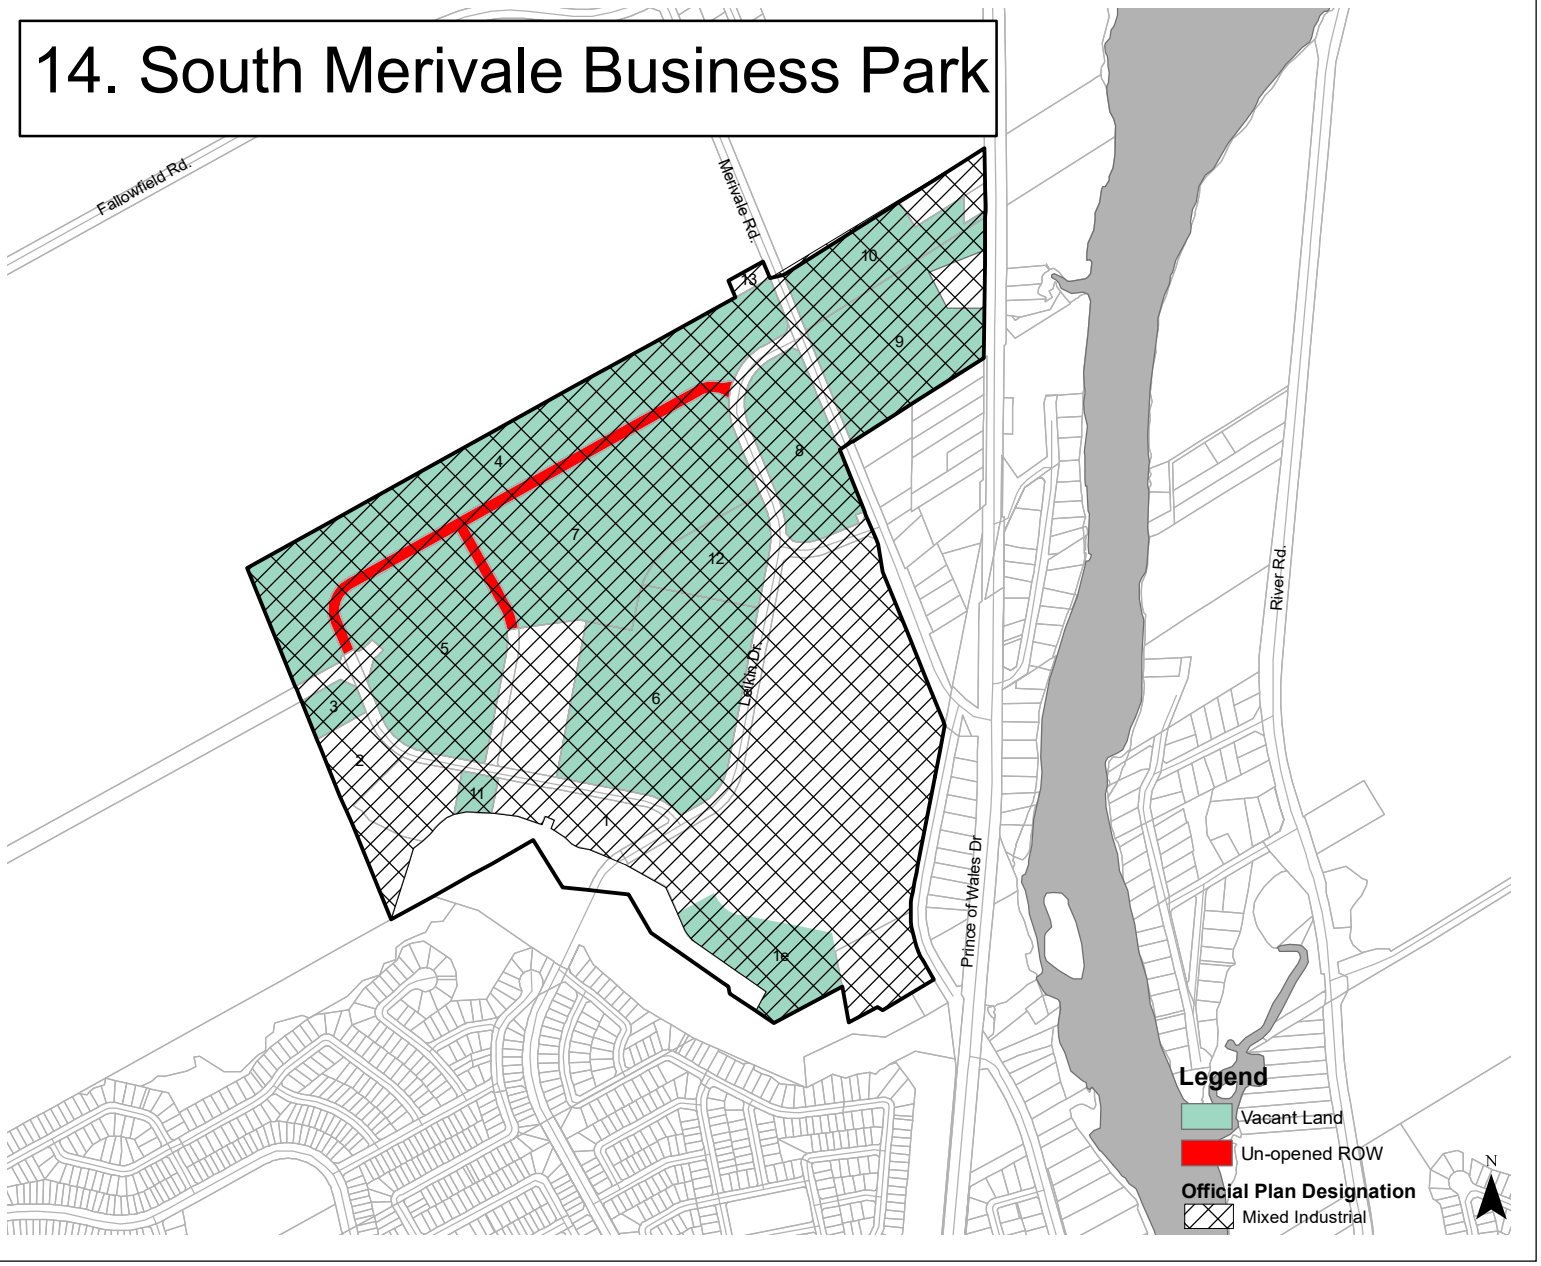 14. South Merivale Business Park
Fallowfield Rd.
Merivale Rd.
10
13
9
4
8
7
12
5
6
Leikin Dr.
3
2
11
1
1e
River Rd.
Prince of Wales Dr
Legend
Vacant Land
Un-opened ROW
Official Plan Designation
Mixed Industrial
N